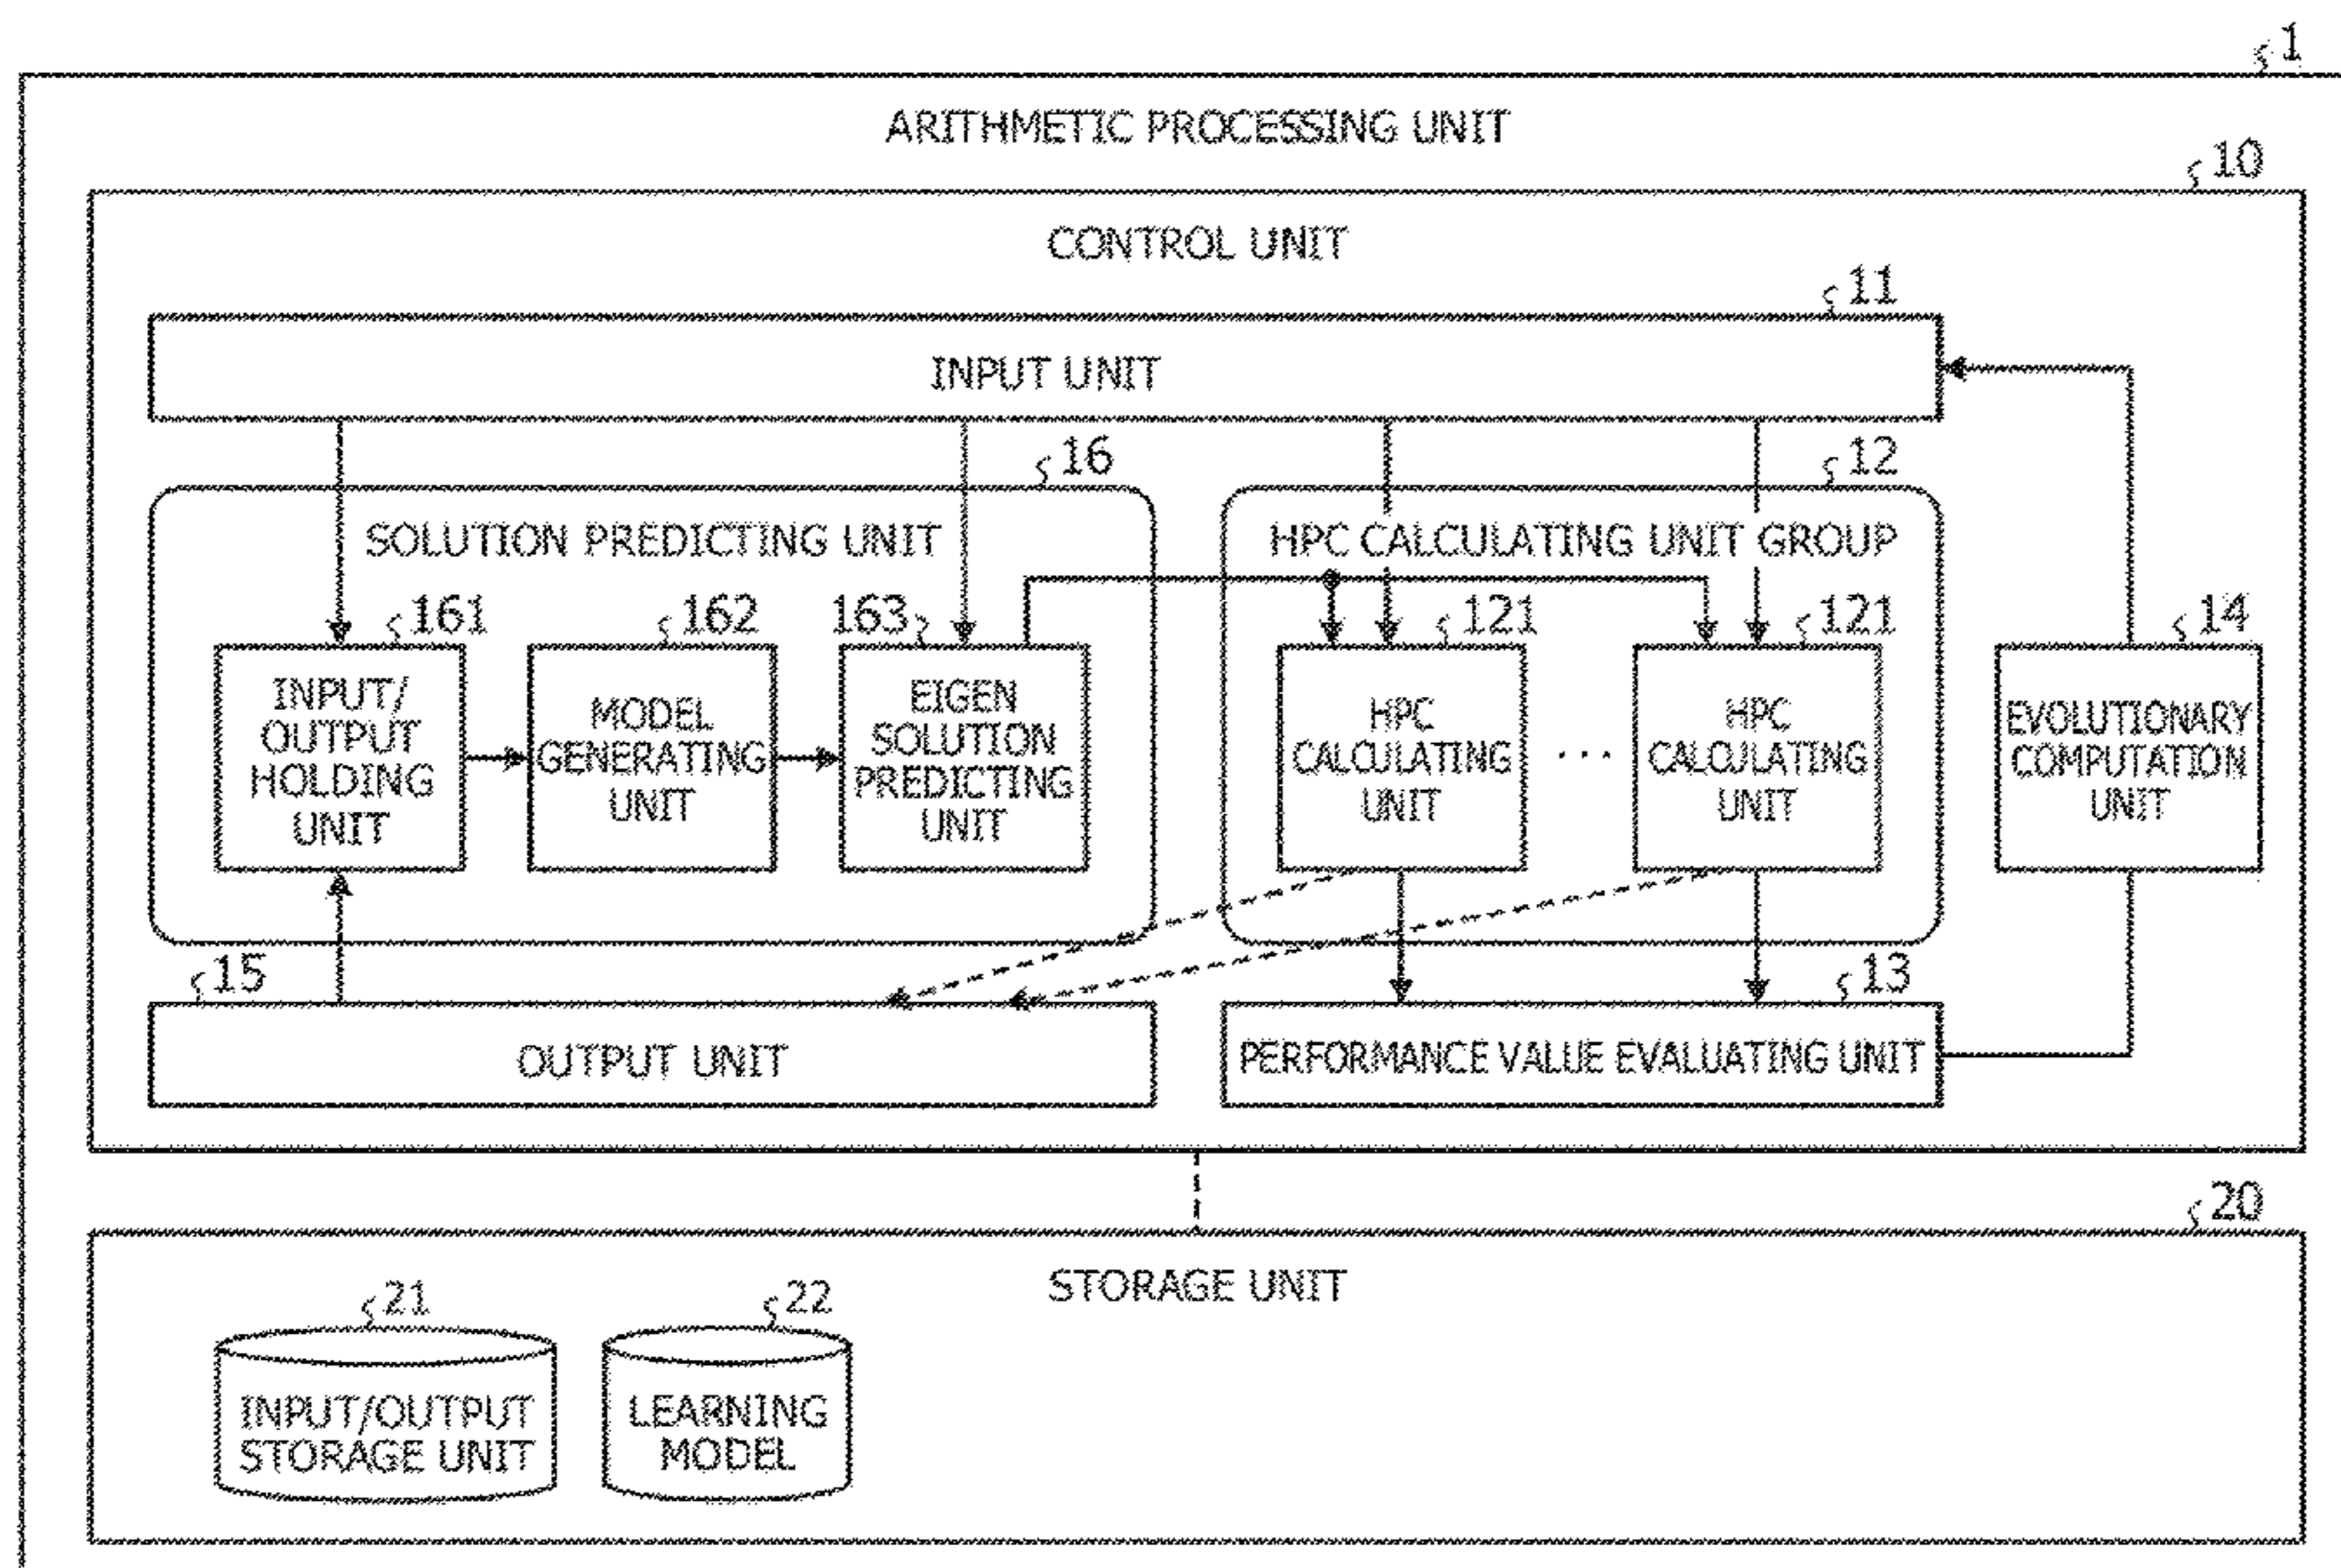 1
ARITHMETIC PROCESSING UNIT
10
CONTROL UNIT
11
INPUT UNIT
16
12
SOLUTION PREDICTING UNIT
HPC CALCULATING UNIT GROUP
161
162
163
121
121
14
INPUT/
OUTPUT
HOLDING
UNIT
MODEL
GENERATING
UNIT
EIGEN
SOLUTION
PREDICTING
UNIT
HPC
CALCULATING
UNIT
...
HPC
CALCULATING
UNIT
EVOLUTIONARY
COMPUTATION
UNIT
15
13
OUTPUT UNIT
PERFORMANCE VALUE EVALUATING UNIT
20
STORAGE UNIT
21
22
INPUT/OUTPUT
STORAGE UNIT
LEARNING
MODEL